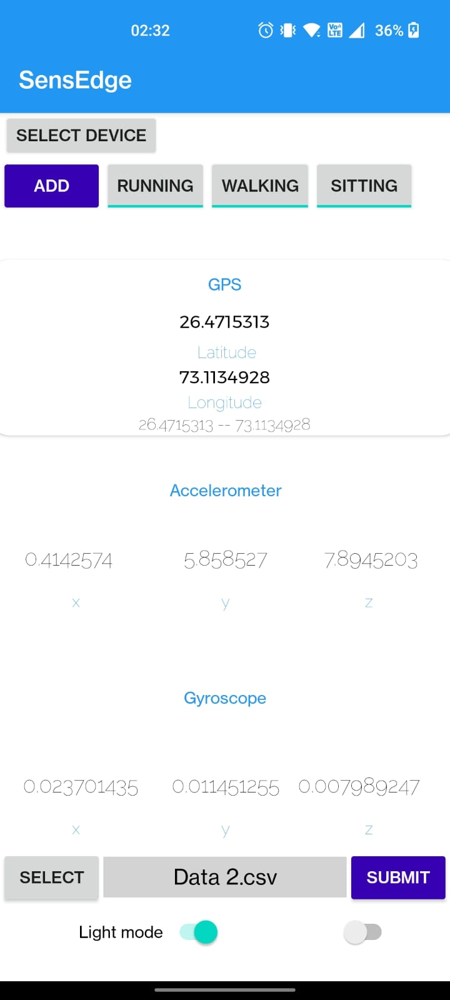 02:32 VoLTE 36%
SensEdge
SELECT DEVICE
ADD RUNNING WALKING SITTING
GPS
26.4715313
Latitude
73.1134928
Longitude
26.4715313 -- 73.1134928
Accelerometer
0.4142574 5.858527 7.8945203
x y z
Gyroscope
0.023701435 0.011451255 0.007989247
x y z
SELECT Data 2.csv SUBMIT
Light mode